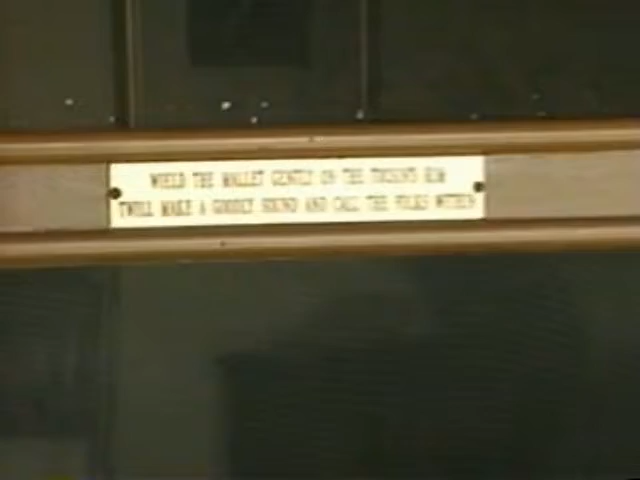 WIELD THE MALLET GENTLY ON THE RIM
TWILL MAKE A GOODLY SOUND AND CALL THE FOLKS WITHIN